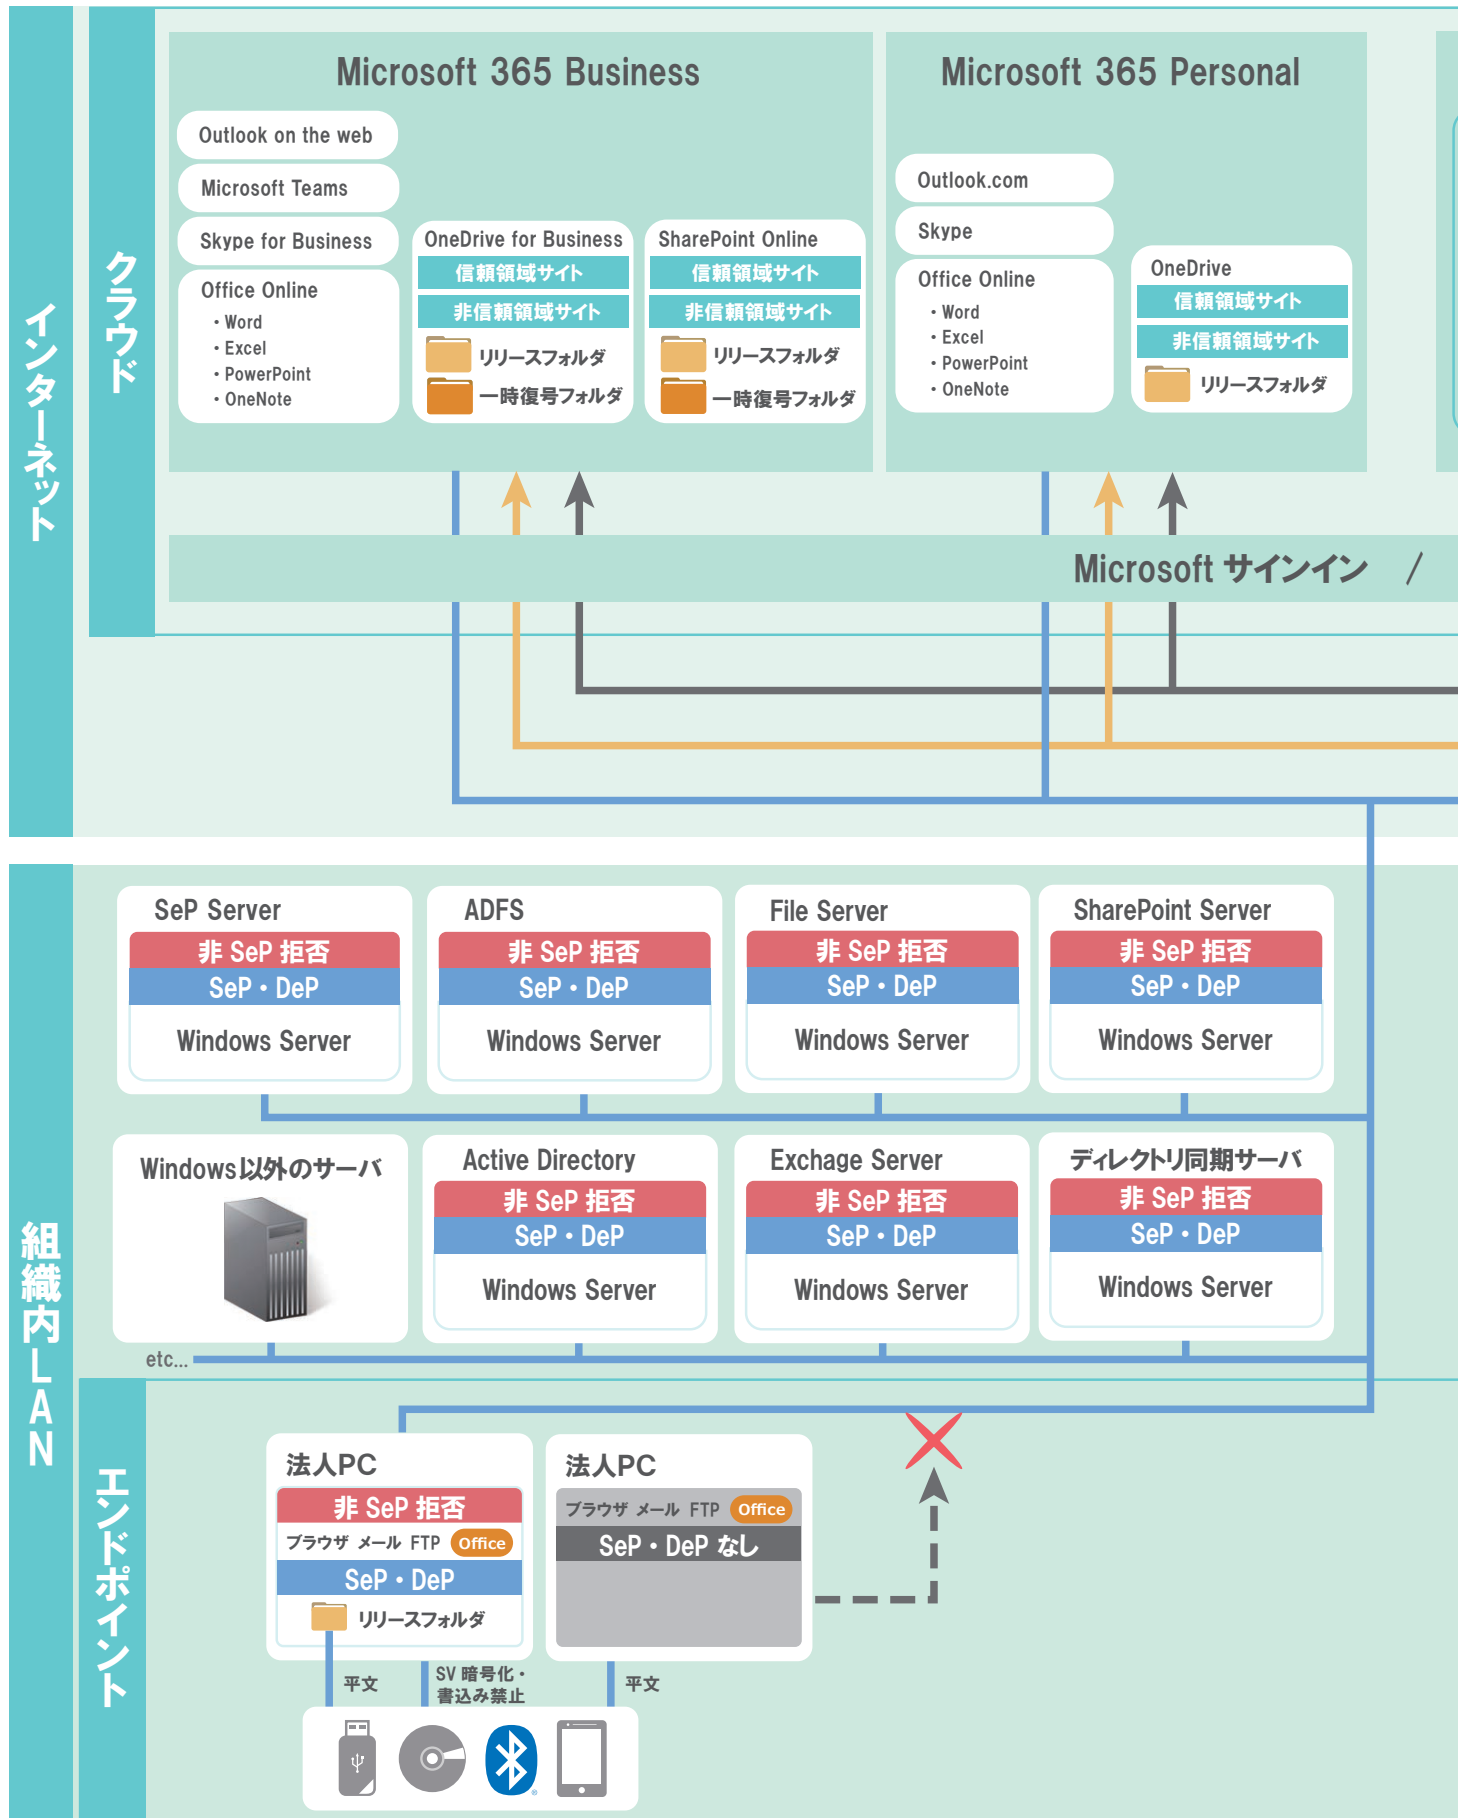 インターネット
クラウド
Microsoft 365 Business
Outlook on the web
Microsoft Teams
Skype for Business
Office Online
・Word
・Excel
・PowerPoint
・OneNote
OneDrive for Business
信頼領域サイト
非信頼領域サイト
リリースフォルダ
一時復号フォルダ
SharePoint Online
信頼領域サイト
非信頼領域サイト
リリースフォルダ
一時復号フォルダ
Microsoft 365 Personal
Outlook.com
Skype
Office Online
・Word
・Excel
・PowerPoint
・OneNote
OneDrive
信頼領域サイト
非信頼領域サイト
リリースフォルダ
Microsoft サインイン /
組織内LAN
SeP Server
非 SeP 拒否
SeP・DeP
Windows Server
ADFS
非 SeP 拒否
SeP・DeP
Windows Server
File Server
非 SeP 拒否
SeP・DeP
Windows Server
SharePoint Server
非 SeP 拒否
SeP・DeP
Windows Server
Windows以外のサーバ
Active Directory
非 SeP 拒否
SeP・DeP
Windows Server
Exchage Server
非 SeP 拒否
SeP・DeP
Windows Server
ディレクトリ同期サーバ
非 SeP 拒否
SeP・DeP
Windows Server
etc...
エンドポイント
法人PC
非 SeP 拒否
ブラウザ メール FTP Office
SeP・DeP
リリースフォルダ
法人PC
ブラウザ メール FTP Office
SeP・DeP なし
平文
SV 暗号化・
書込み禁止
平文